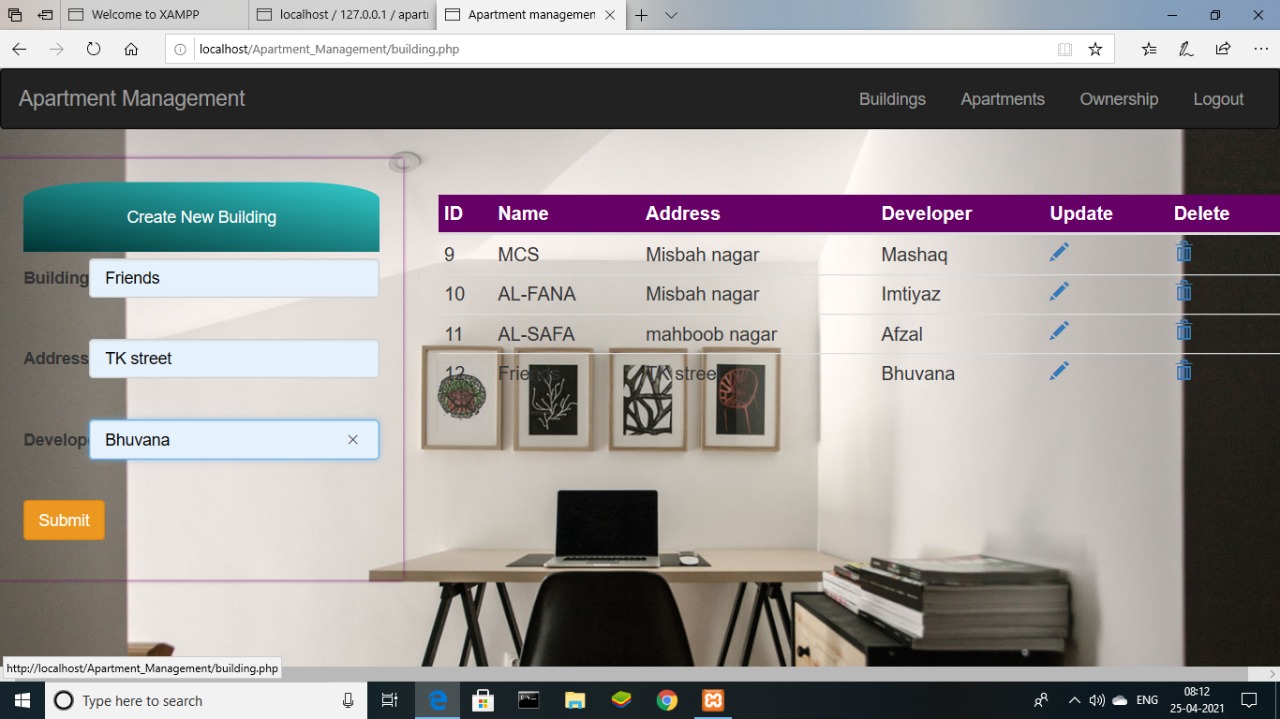 Welcome to XAMPP
localhost / 127.0.0.1 / apart
Apartment managemen
localhost/Apartment_Management/building.php
Apartment Management
Buildings Apartments Ownership Logout
Create New Building
Building Friends
Address TK street
Develop Bhuvana
Submit
ID Name Address Developer Update Delete
9 MCS Misbah nagar Mashaq
10 AL-FANA Misbah nagar Imtiyaz
11 AL-SAFA mahboob nagar Afzal
12 Friends TK street Bhuvana
http://localhost/Apartment_Management/building.php
Type here to search
ENG
08:12
25-04-2021